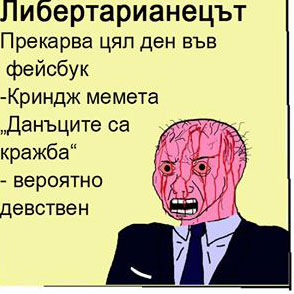 Либертарианецът
Прекарва цял ден във
фейсбук
-Криндж мемета
„Данъците са
кражба“
- вероятно
девствен